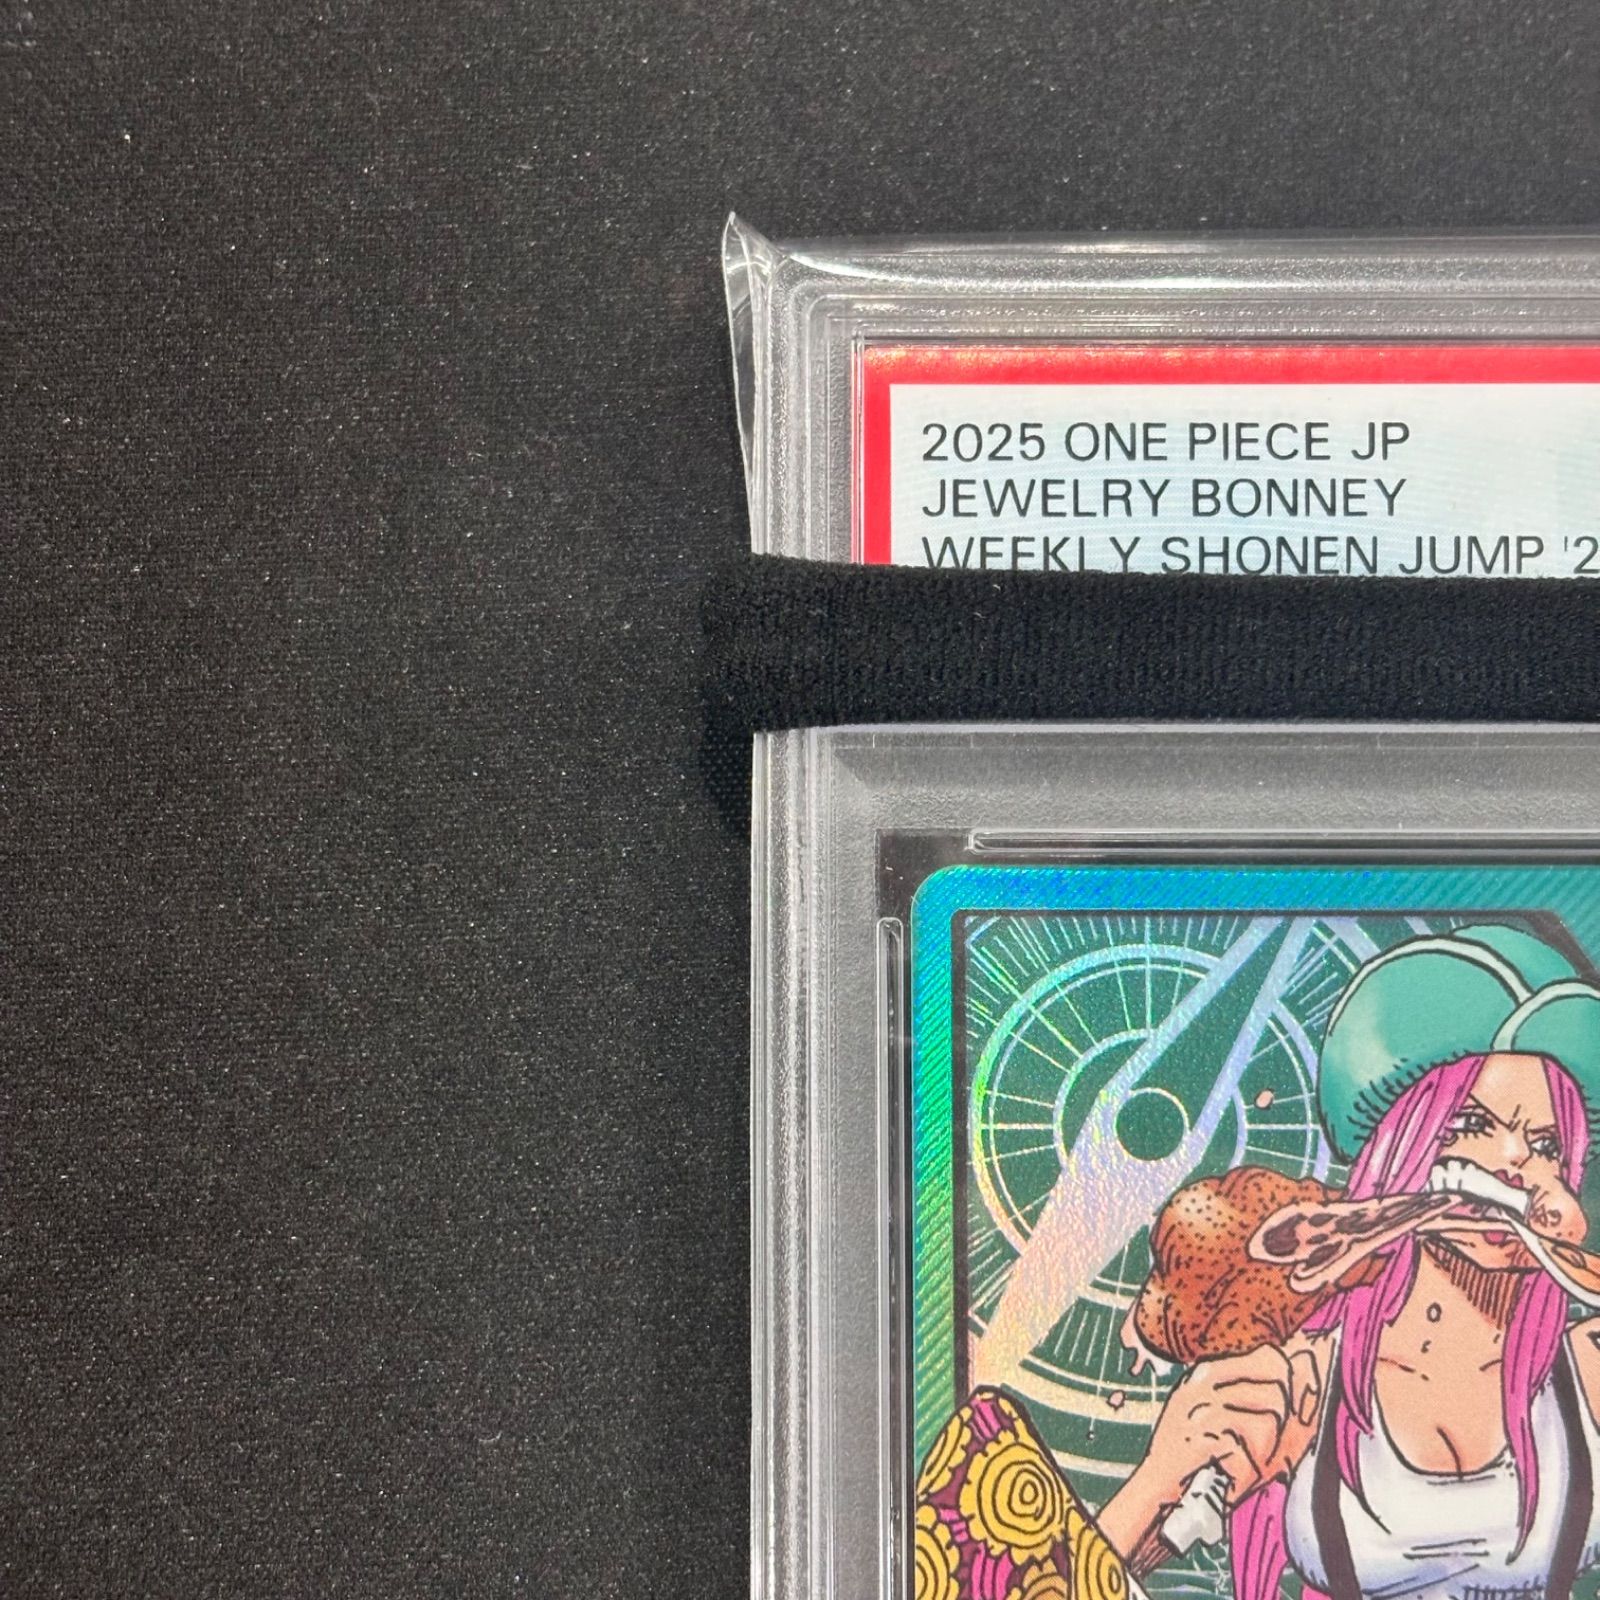 2025 ONE PIECE JP
JEWELRY BONNEY
WEEKLY SHONEN JUMP '2